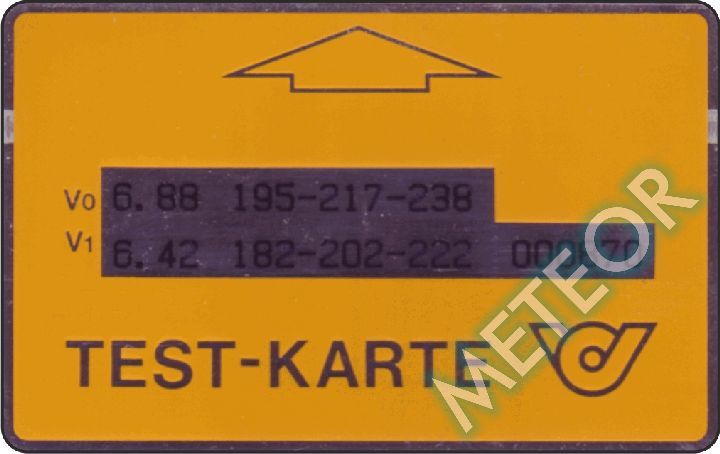 V0 6.88 195-217-238
V1 6.42 182-202-222
TEST-KARTE
METEOR